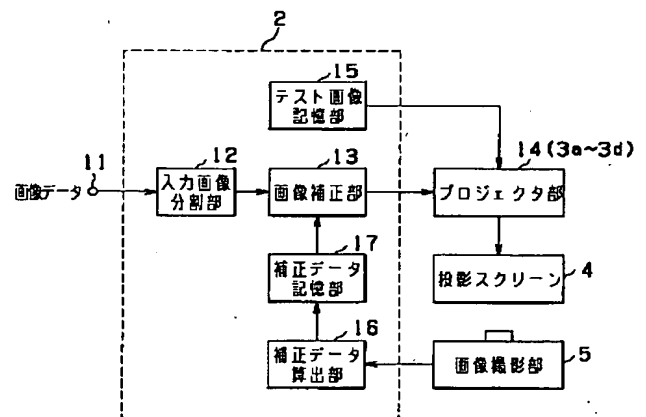 2
15
テスト画像
記憶部
14(3a~3d)
画像データ
11
12
入力画像
分割部
13
画像補正部
プロジェクタ部
17
補正データ
記憶部
投影スクリーン
4
16
補正データ
算出部
画像撮影部
5